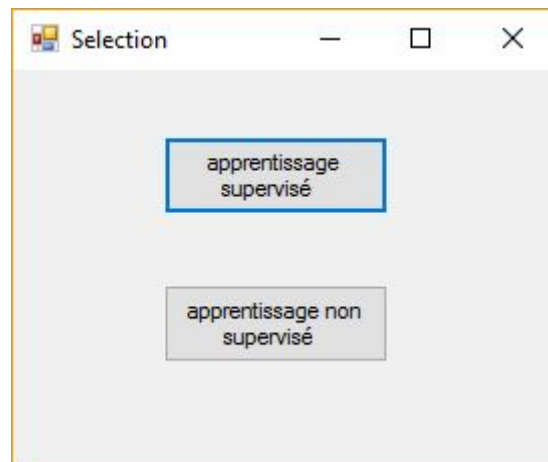 Selection
apprentissage
supervisé
apprentissage non
supervisé